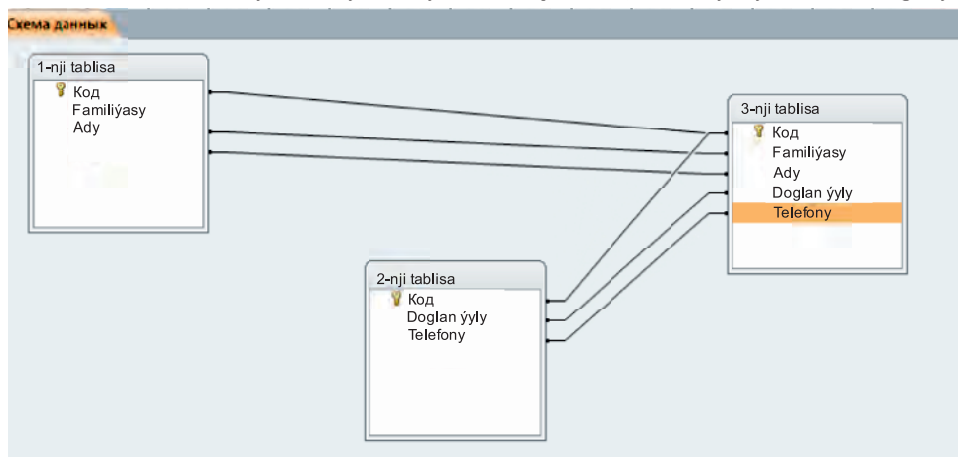 Схема данных
1-nji tablisa
Код
Familiýasy
Ady
3-nji tablisa
Код
Familiýasy
Ady
Doglan ýyly
Telefony
2-nji tablisa
Код
Doglan ýyly
Telefony